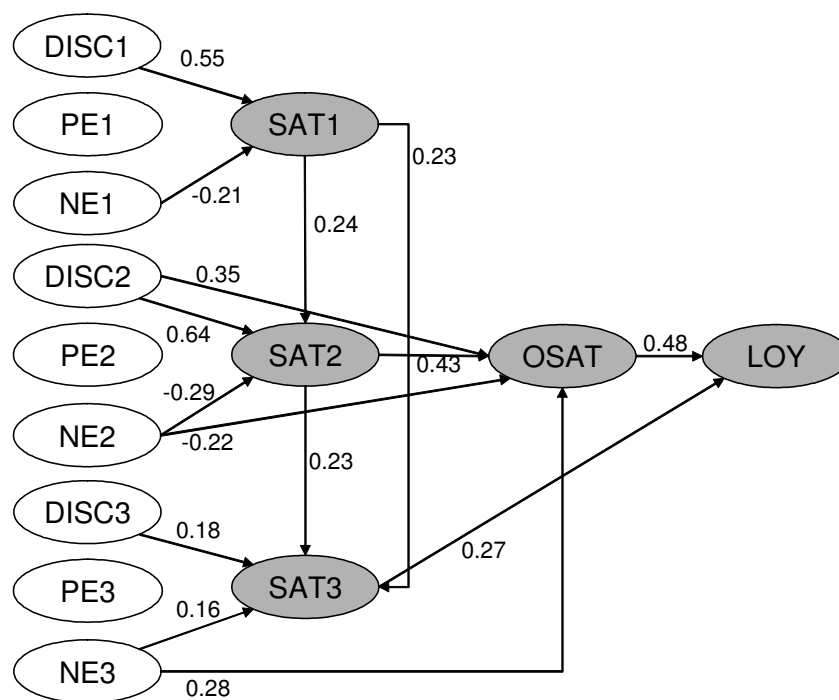 DISC1
0.55
PE1
SAT1
0.23
NE1
-0.21
0.24
DISC2
0.35
0.64
PE2
SAT2
0.43
OSAT
0.48
LOY
-0.29
NE2
-0.22
0.23
DISC3
0.18
0.27
PE3
SAT3
0.16
NE3
0.28